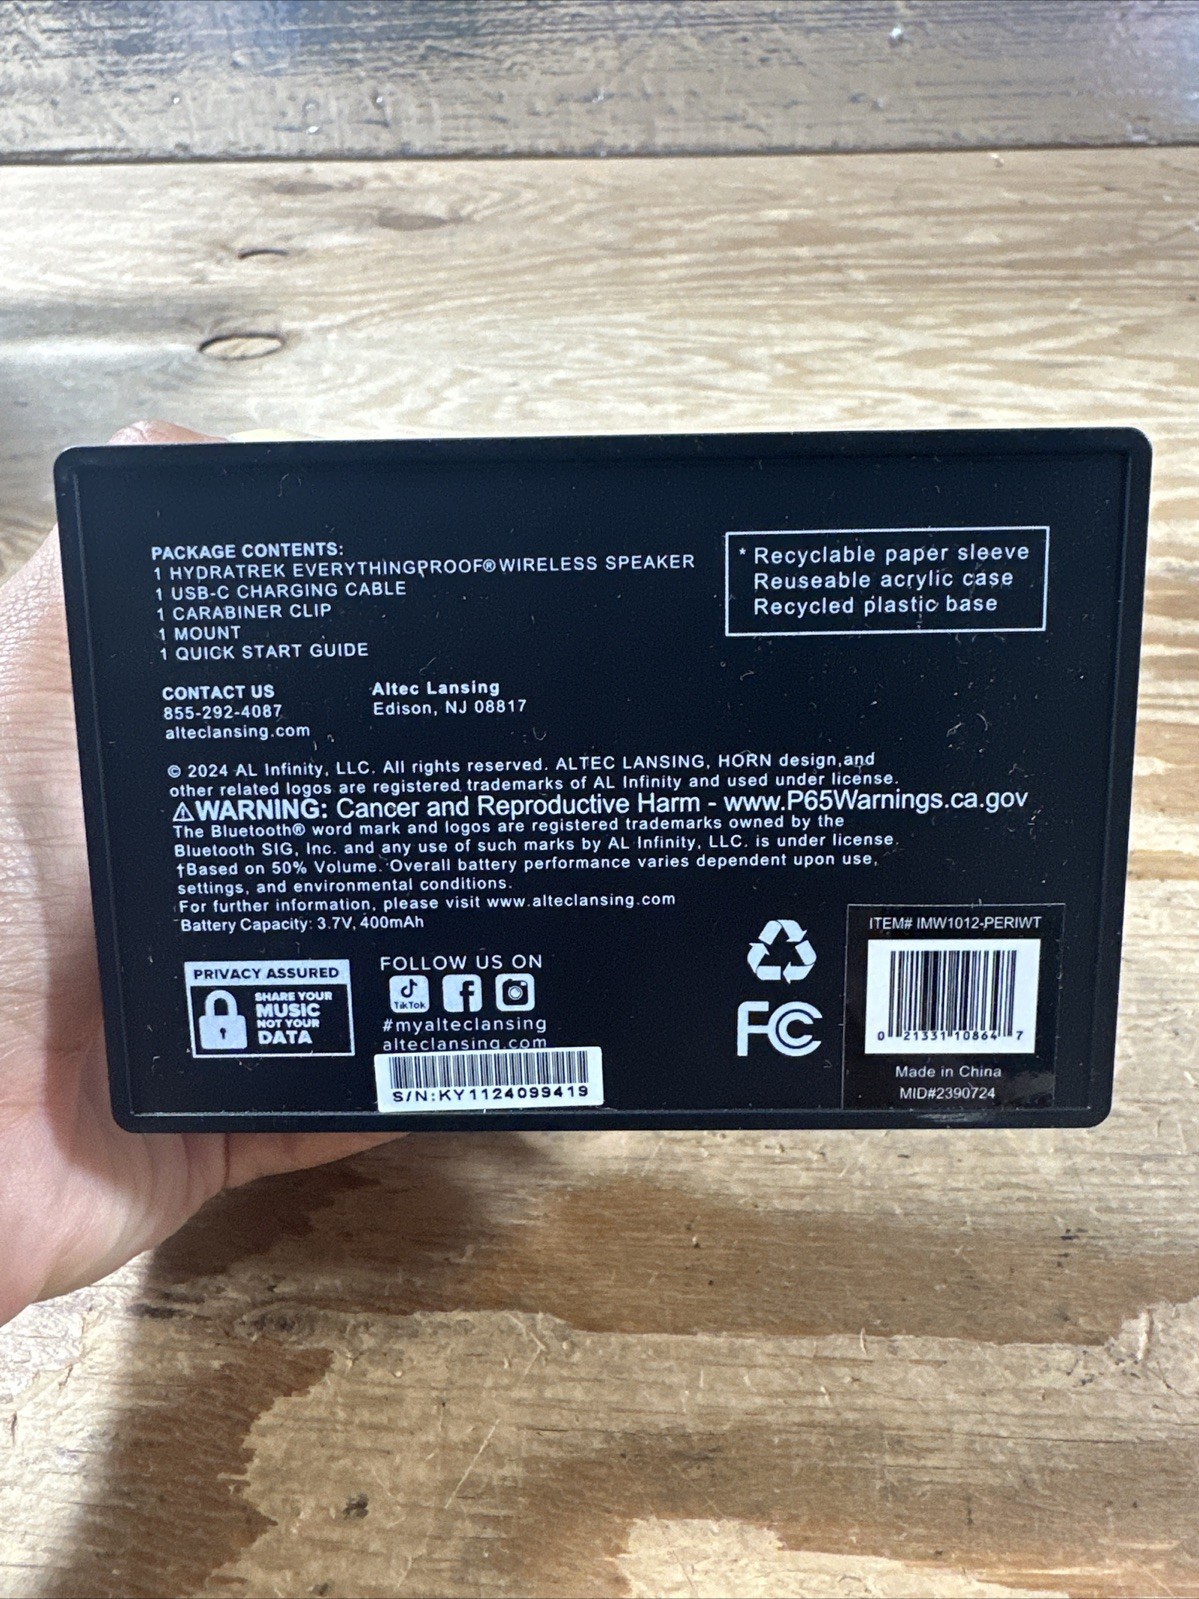 PACKAGE CONTENTS:
1 HYDRATREK EVERYTHINGPROOF® WIRELESS SPEAKER
1 USB-C CHARGING CABLE
1 CARABINER CLIP
1 MOUNT
1 QUICK START GUIDE
* Recyclable paper sleeve
Reuseable acrylic case
Recycled plastic base
CONTACT US
855-292-4087
alteclansing.com
Altec Lansing
Edison, NJ 08817
© 2024 AL Infinity, LLC. All rights reserved. ALTEC LANSING, HORN design,and
other related logos are registered trademarks of AL Infinity and used under license.
⚠WARNING: Cancer and Reproductive Harm - www.P65Warnings.ca.gov
The Bluetooth® word mark and logos are registered trademarks owned by the
Bluetooth SIG, Inc. and any use of such marks by AL Infinity, LLC. is under license.
†Based on 50% Volume. Overall battery performance varies dependent upon use,
settings, and environmental conditions.
For further information, please visit www.alteclansing.com
Battery Capacity: 3.7V, 400mAh
PRIVACY ASSURED
SHARE YOUR
MUSIC
NOT YOUR
DATA
FOLLOW US ON
TikTok
#myalteclansing
alteclansing.com
S/N:KY1124099419
FC
ITEM# IMW1012-PERIWT
0 21331 10864 7
Made in China
MID#2390724